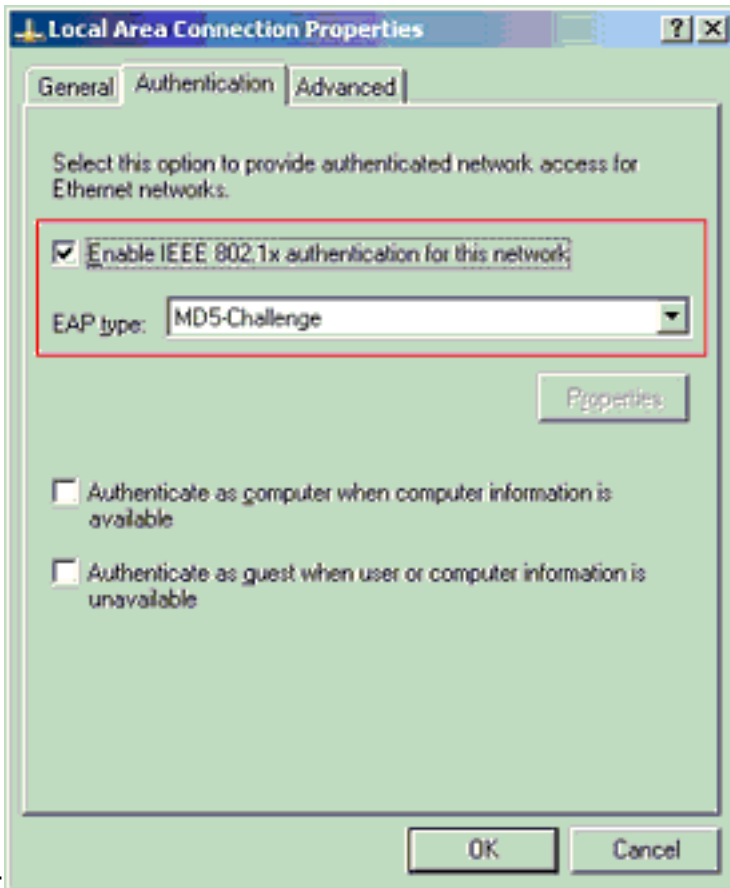 Local Area Connection Properties
General Authentication Advanced
Select this option to provide authenticated network access for
Ethernet networks.
Enable IEEE 802.1x authentication for this network
EAP type: MD5-Challenge
Properties
Authenticate as computer when computer information is
available
Authenticate as guest when user or computer information is
unavailable
OK Cancel